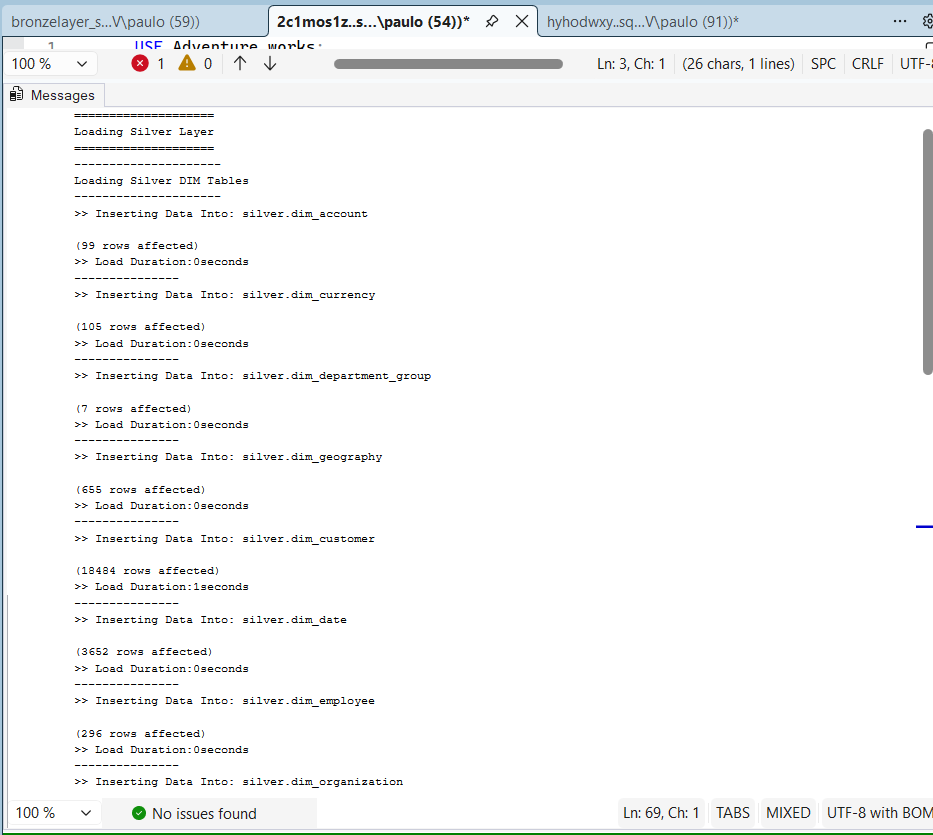 bronzelayer_s...V\paulo (59))
2c1mos1z..s...\paulo (54))*
hyhodwxy..sq...V\paulo (91))*
1 USE Adventure_works;
100 %
1
0
Ln: 3, Ch: 1
(26 chars, 1 lines)
SPC
CRLF
UTF-8
Messages
====================
Loading Silver Layer
====================
---------------------
Loading Silver DIM Tables
---------------------
>> Inserting Data Into: silver.dim_account
(99 rows affected)
>> Load Duration:0seconds
---------------
>> Inserting Data Into: silver.dim_currency
(105 rows affected)
>> Load Duration:0seconds
---------------
>> Inserting Data Into: silver.dim_department_group
(7 rows affected)
>> Load Duration:0seconds
---------------
>> Inserting Data Into: silver.dim_geography
(655 rows affected)
>> Load Duration:0seconds
---------------
>> Inserting Data Into: silver.dim_customer
(18484 rows affected)
>> Load Duration:1seconds
---------------
>> Inserting Data Into: silver.dim_date
(3652 rows affected)
>> Load Duration:0seconds
---------------
>> Inserting Data Into: silver.dim_employee
(296 rows affected)
>> Load Duration:0seconds
---------------
>> Inserting Data Into: silver.dim_organization
100 %
No issues found
Ln: 69, Ch: 1
TABS
MIXED
UTF-8 with BOM